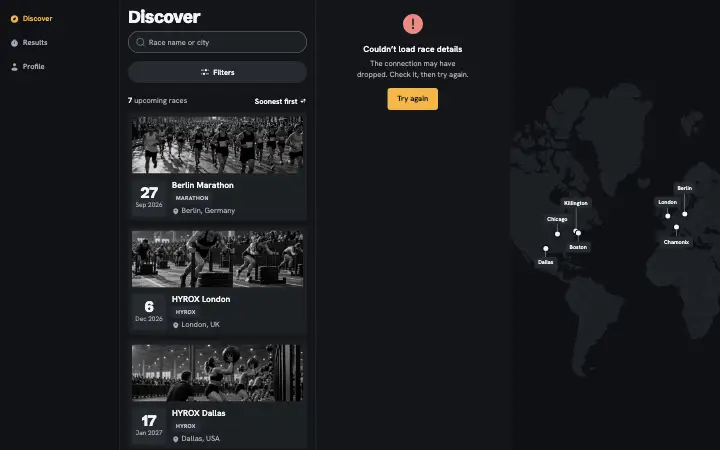 Discover
Results
Profile
Discover
Race name or city
Filters
7 upcoming races
Soonest first
27
Sep 2026
Berlin Marathon
MARATHON
Berlin, Germany
6
Dec 2026
HYROX London
HYROX
London, UK
17
Jan 2027
HYROX Dallas
HYROX
Dallas, USA
!
Couldn't load race details
The connection may have
dropped. Check it, then try again.
Try again
Berlin
London
Killington
Chicago
Chamonix
Boston
Dallas